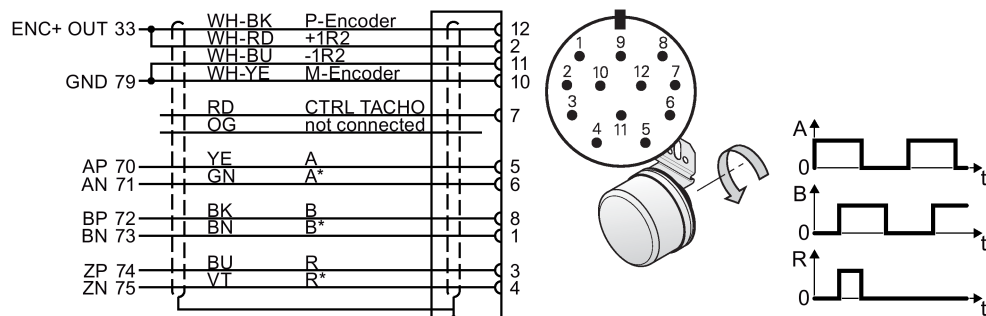 ENC+ OUT 33 WH-BK P-Encoder 12
WH-RD +1R2 2
WH-BU -1R2 11
GND 79 WH-YE M-Encoder 10
RD CTRL TACHO 7
OG not connected
AP 70 YE A 5
AN 71 GN A* 6
BP 72 BK B 8
BN 73 BN B* 1
ZP 74 BU R 3
ZN 75 VT R* 4
1 9 8
2 10 12 7
3 11 6
4 5
A
0 t
B
0 t
R
0 t